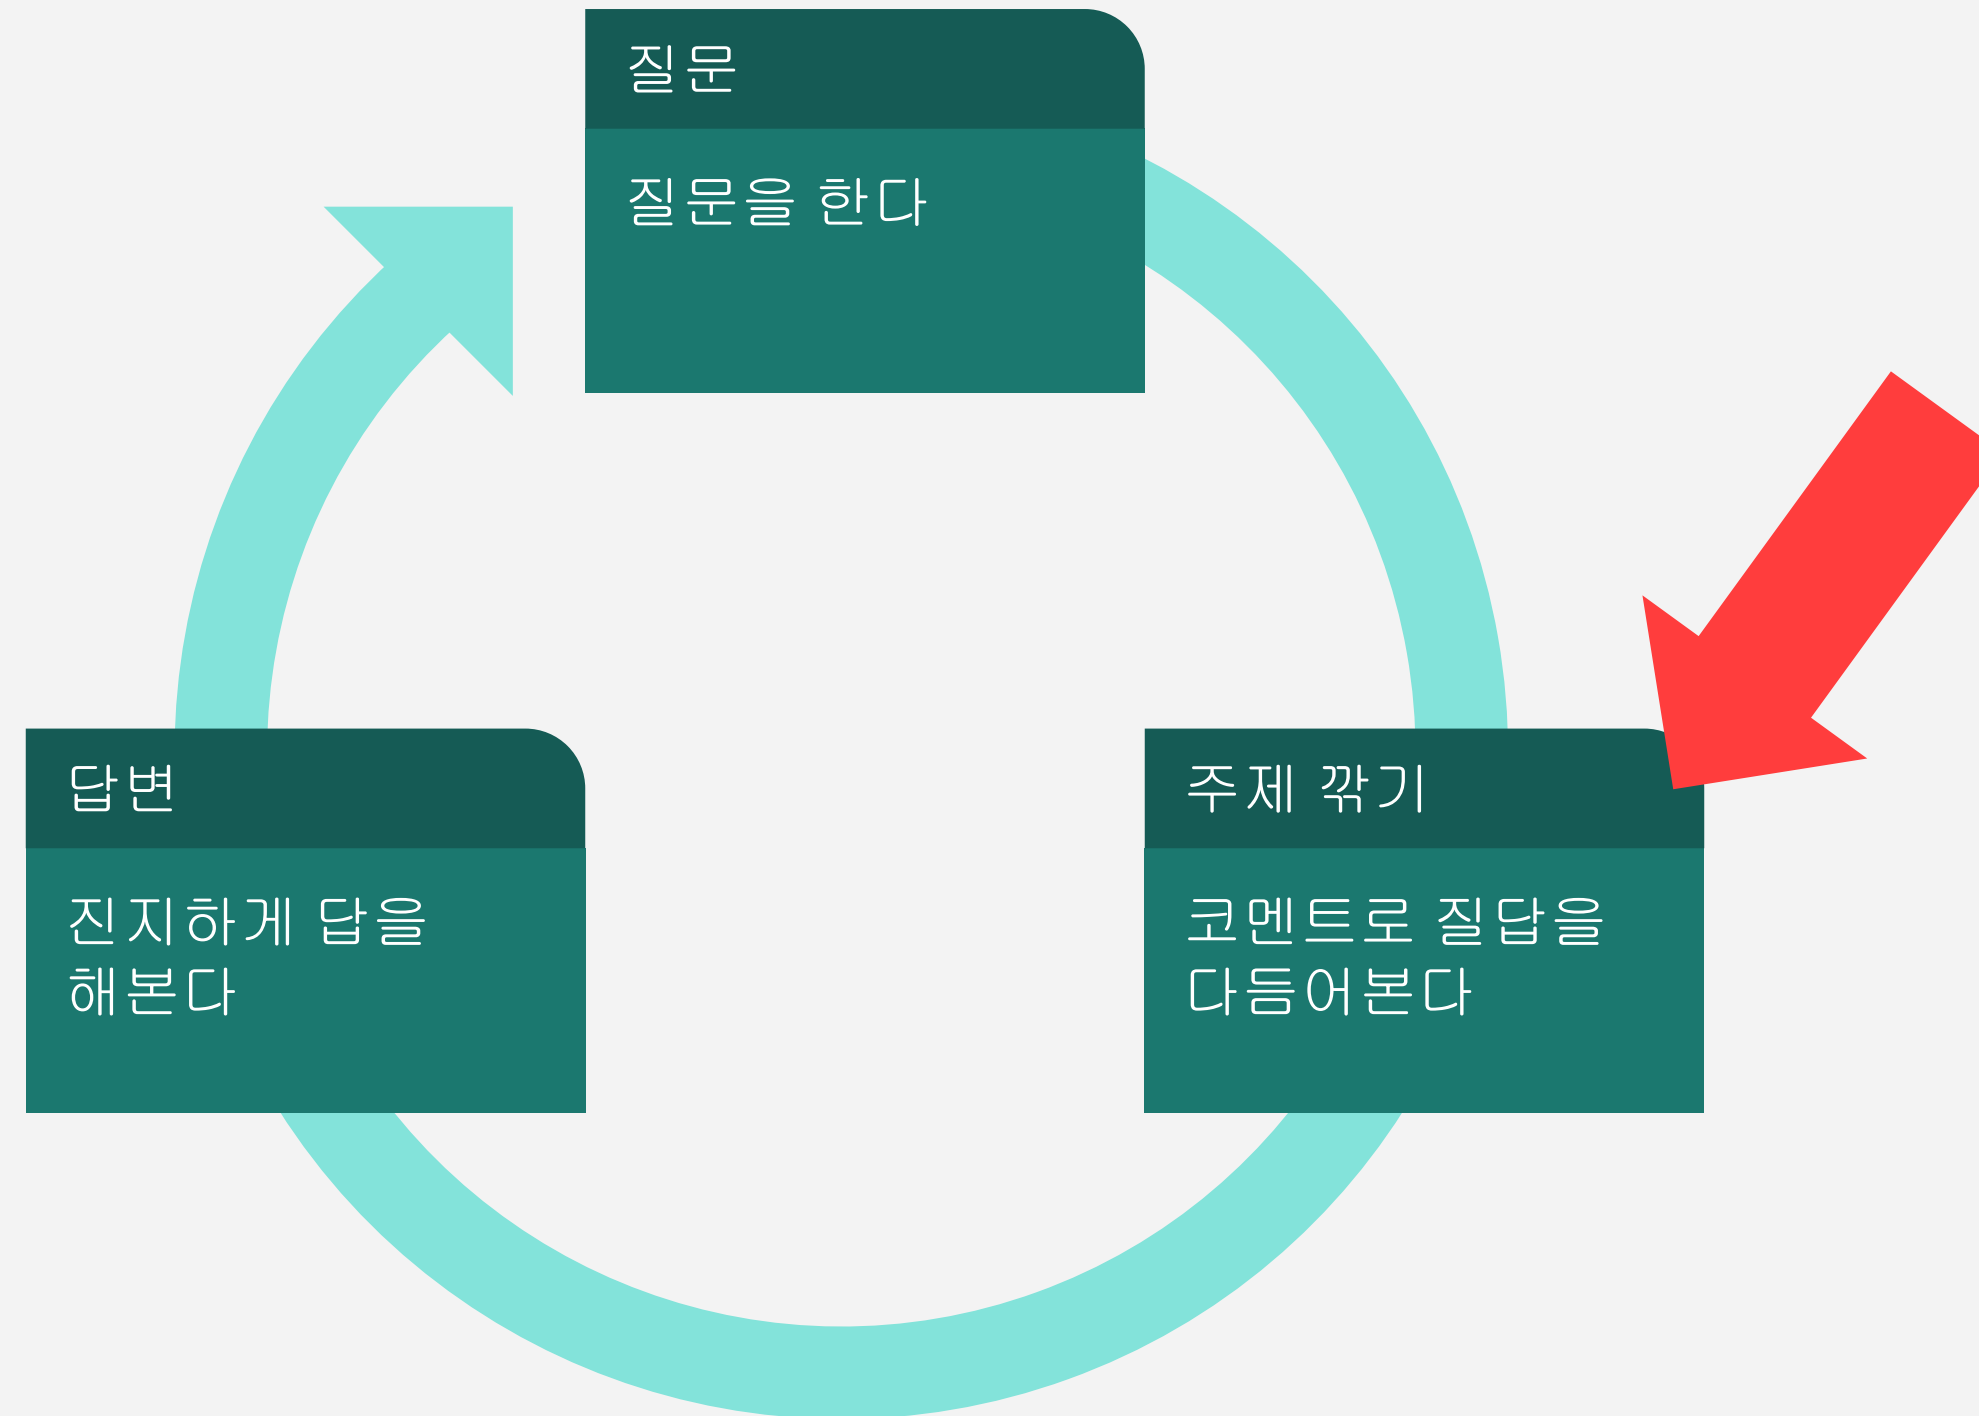 질문
질문을 한다
답변
진지하게 답을
해본다
주제 깎기
코멘트로 질답을
다듬어본다